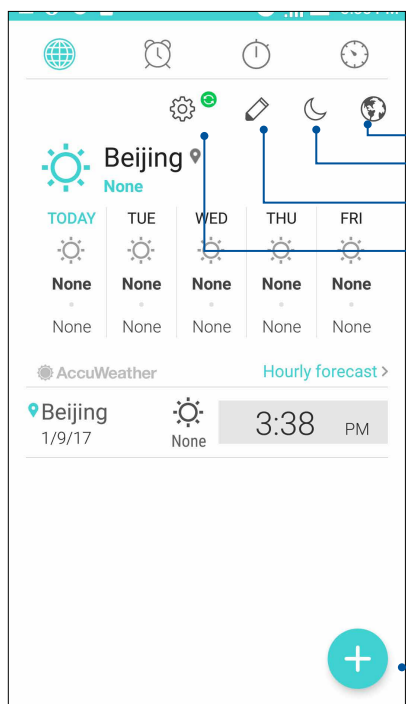 Beijing
None
TODAY TUE WED THU FRI
None None None None None
None None None None None
AccuWeather Hourly forecast >
Beijing
1/9/17 None 3:38 PM